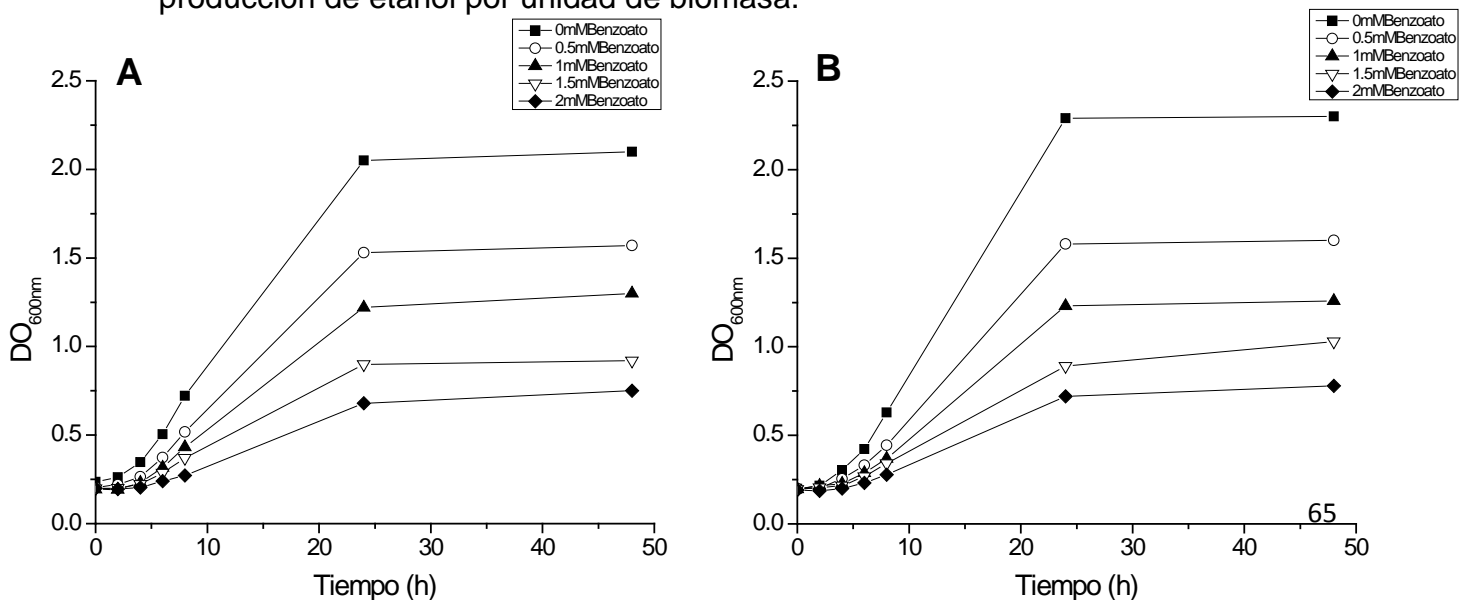 producción de etanol por unidad de biomasa.
0mMBenzoato
0.5mMBenzoato
1mMBenzoato
1.5mMBenzoato
2mMBenzoato
A
2.5
2.0
1.5
1.0
0.5
0.0
DO600nm
0 10 20 30 40 50
Tiempo (h)
0mMBenzoato
0.5mMBenzoato
1mMBenzoato
1.5mMBenzoato
2mMBenzoato
B
2.5
2.0
1.5
1.0
0.5
0.0
DO600nm
65
0 10 20 30 40 50
Tiempo (h)